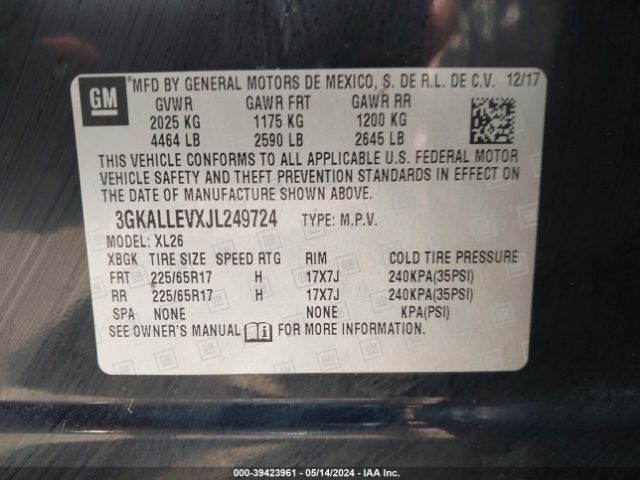 GM
*MFD BY GENERAL MOTORS DE MEXICO, S. DE R.L. DE C.V. 12/17
GVWR GAWR FRT GAWR RR
2025 KG 1175 KG 1200 KG
4464 LB 2590 LB 2645 LB
THIS VEHICLE CONFORMS TO ALL APPLICABLE U.S. FEDERAL MOTOR
VEHICLE SAFETY AND THEFT PREVENTION STANDARDS IN EFFECT ON THE
DATE OF MANUFACTURE SHOWN ABOVE.
3GKALLEVXJL249724 TYPE: M.P.V.
MODEL: XL26
XBGK TIRE SIZE SPEED RTG RIM COLD TIRE PRESSURE
FRT 225/65R17 H 17X7J 240KPA(35PSI)
RR 225/65R17 H 17X7J 240KPA(35PSI)
SPA NONE NONE KPA(PSI)
SEE OWNER'S MANUAL FOR MORE INFORMATION.
000-39423961 - 05/14/2024 - IAA Inc.